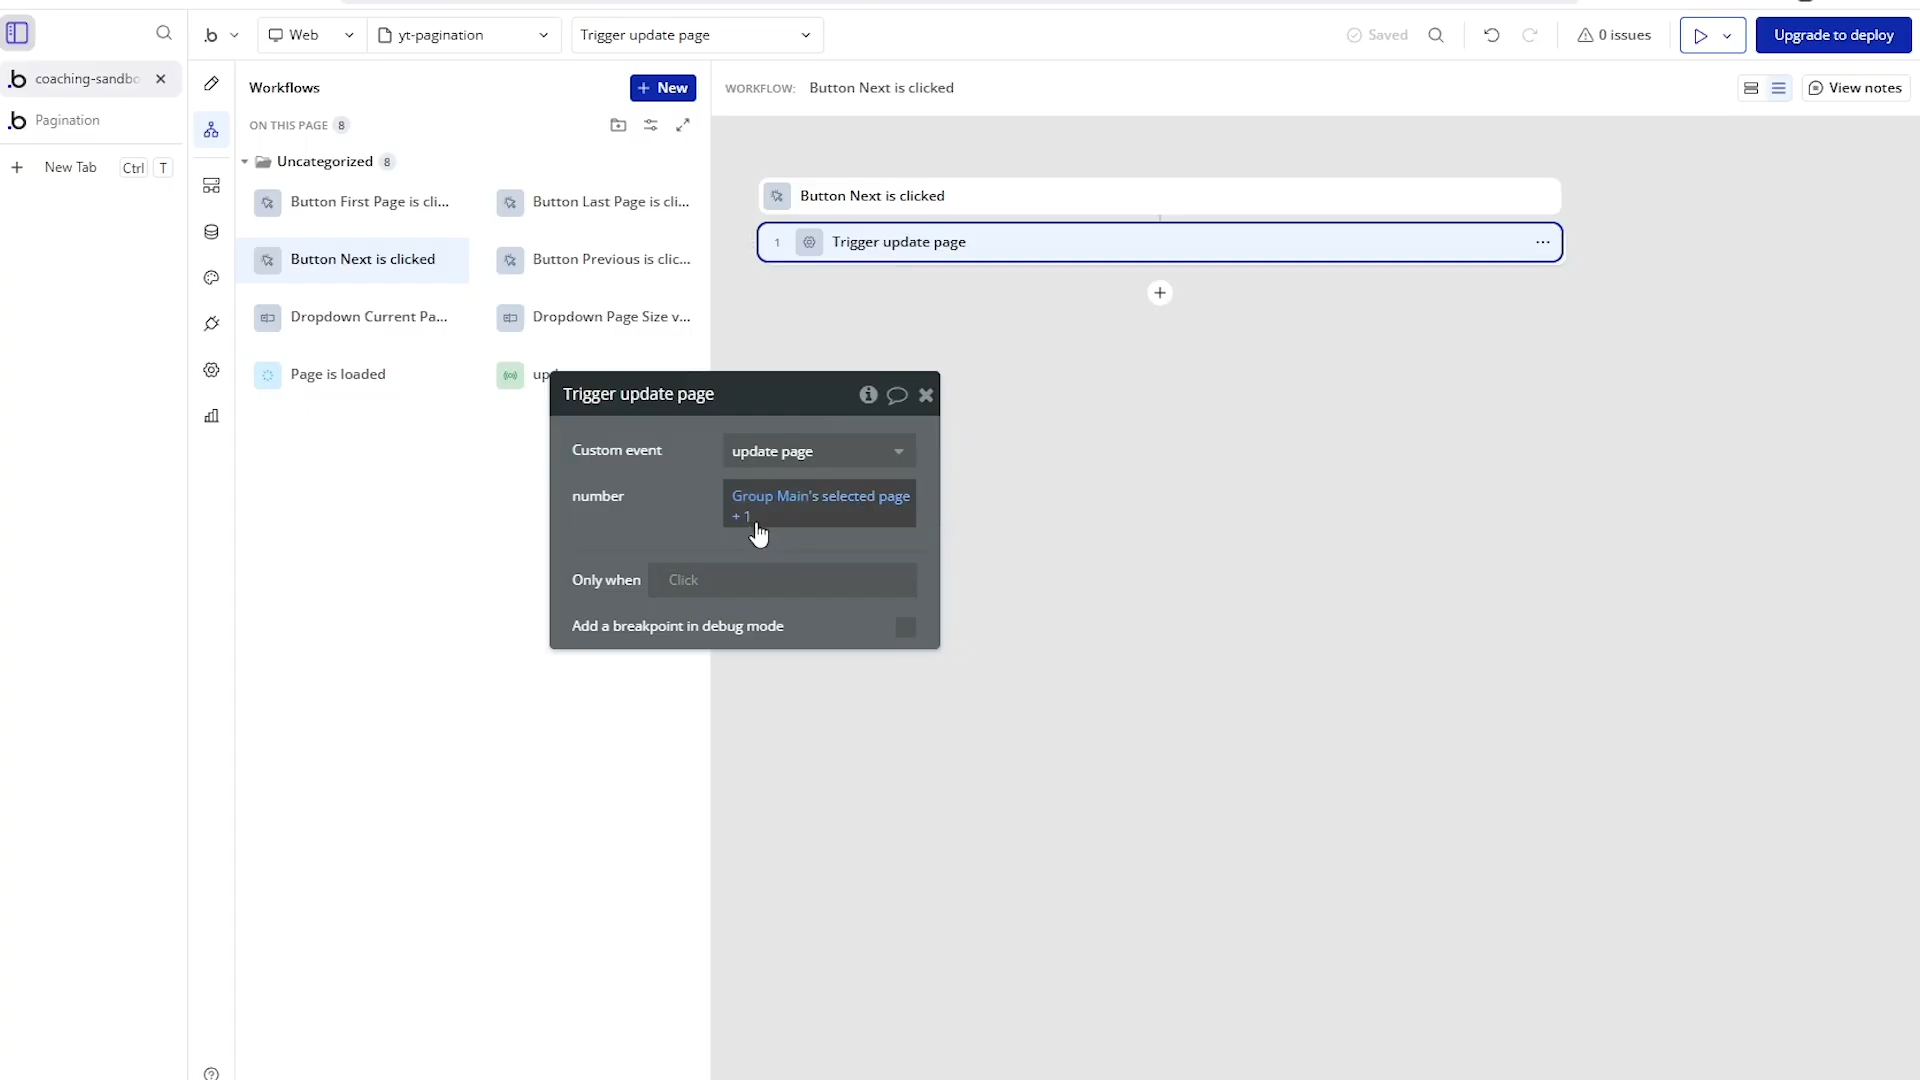 coaching-sandbo
Pagination
New Tab Ctrl T
Web
yt-pagination
Trigger update page
Saved
0 issues
Upgrade to deploy
Workflows
New
ON THIS PAGE 8
Uncategorized 8
Button First Page is cli...
Button Last Page is cli...
Button Next is clicked
Button Previous is clic...
Dropdown Current Pa...
Dropdown Page Size v...
Page is loaded
WORKFLOW: Button Next is clicked
View notes
Button Next is clicked
1 Trigger update page
Trigger update page
Custom event update page
number Group Main's selected page
+ 1
Only when Click
Add a breakpoint in debug mode